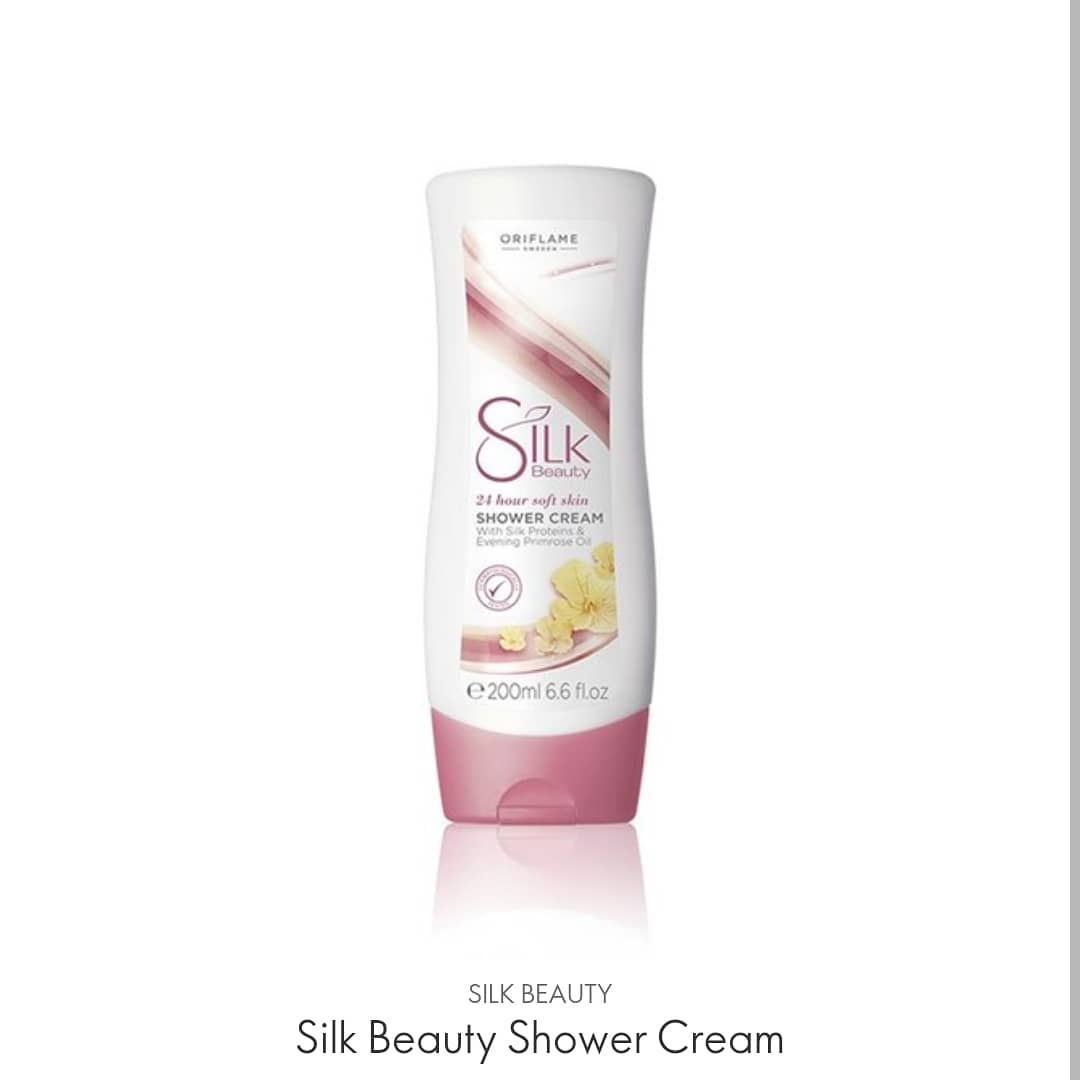 ORIFLAME
SWEDEN
SILK
Beauty
24 hour soft skin
SHOWER CREAM
With Silk Proteins &
Evening Primrose Oil
℮200ml 6.6 fl.oz
SILK BEAUTY
Silk Beauty Shower Cream